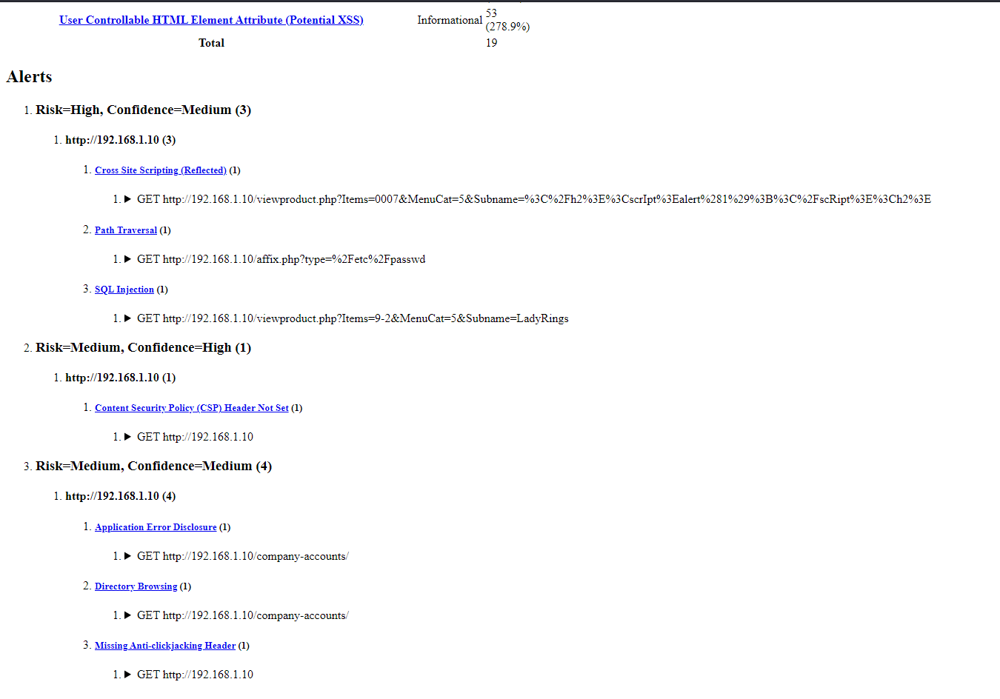 53
User Controllable HTML Element Attribute (Potential XSS) Informational
(278.9%)
Total 19
Alerts
1. Risk=High, Confidence=Medium (3)
1. http://192.168.1.10 (3)
1. Cross Site Scripting (Reflected) (1)
1. ▶ GET http://192.168.1.10/viewproduct.php?Items=0007&MenuCat=5&Subname=%3C%2Fh2%3E%3CscrIpt%3Ealert%281%29%3B%3C%2FscRipt%3E%3Ch2%3E
2. Path Traversal (1)
1. ▶ GET http://192.168.1.10/affix.php?type=%2Fetc%2Fpasswd
3. SQL Injection (1)
1. ▶ GET http://192.168.1.10/viewproduct.php?Items=9-2&MenuCat=5&Subname=LadyRings
2. Risk=Medium, Confidence=High (1)
1. http://192.168.1.10 (1)
1. Content Security Policy (CSP) Header Not Set (1)
1. ▶ GET http://192.168.1.10
3. Risk=Medium, Confidence=Medium (4)
1. http://192.168.1.10 (4)
1. Application Error Disclosure (1)
1. ▶ GET http://192.168.1.10/company-accounts/
2. Directory Browsing (1)
1. ▶ GET http://192.168.1.10/company-accounts/
3. Missing Anti-clickjacking Header (1)
1. ▶ GET http://192.168.1.10